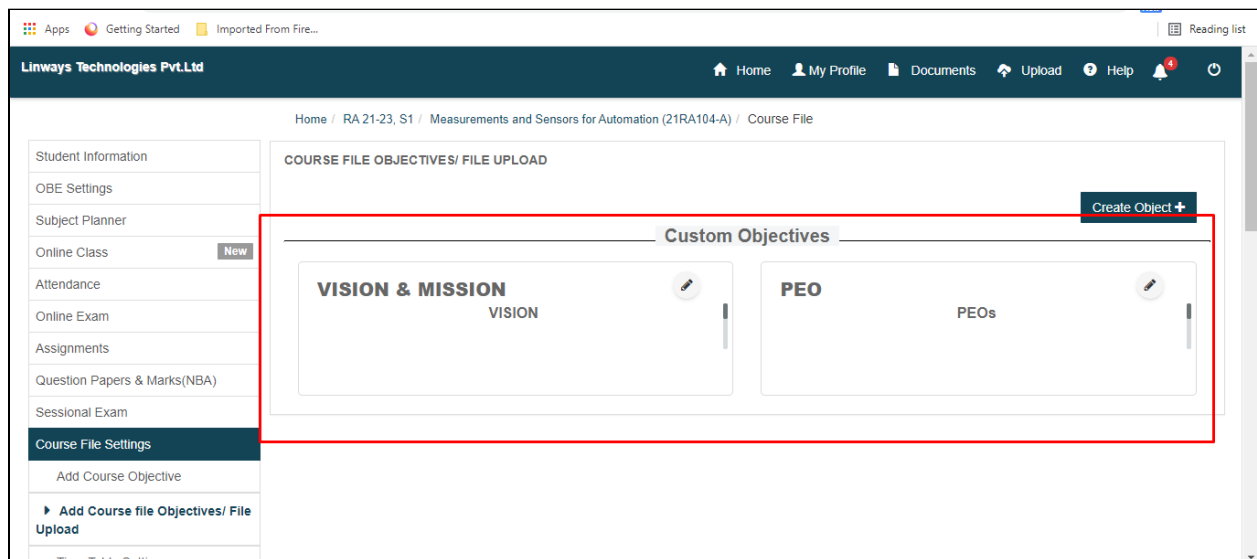 Apps Getting Started Imported From Fire... Reading list
Linways Technologies Pvt.Ltd Home My Profile Documents Upload Help 4
Home / RA 21-23, S1 / Measurements and Sensors for Automation (21RA104-A) / Course File
Student Information
OBE Settings
Subject Planner
Online Class New
Attendance
Online Exam
Assignments
Question Papers & Marks(NBA)
Sessional Exam
Course File Settings
Add Course Objective
Add Course file Objectives/ File
Upload
COURSE FILE OBJECTIVES/ FILE UPLOAD
Create Object +
Custom Objectives
VISION & MISSION
VISION
PEO
PEOs